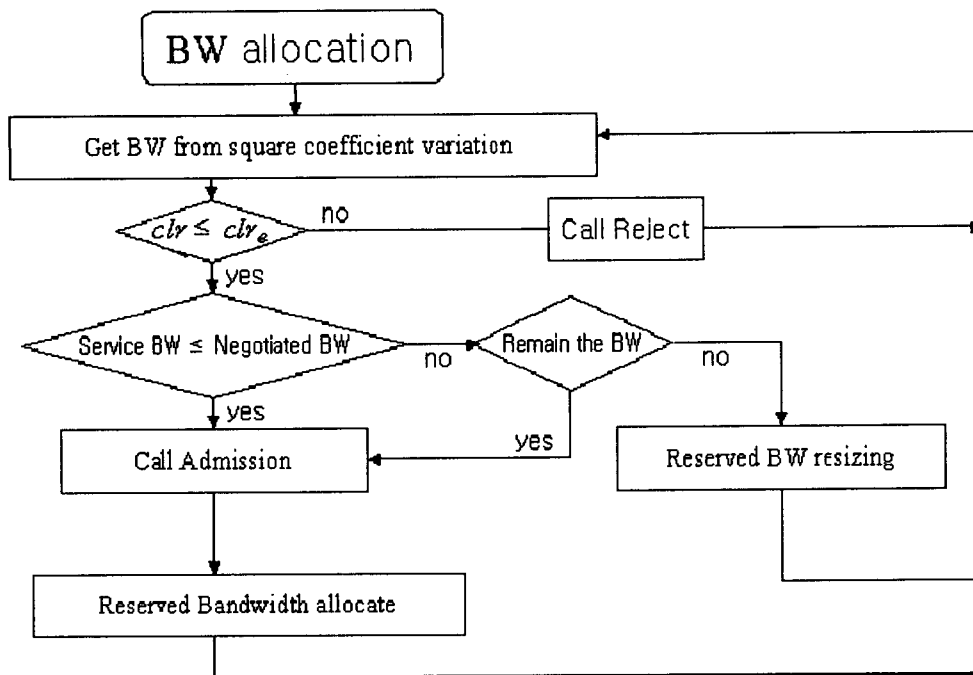 BW allocation
Get BW from square coefficient variation
clr ≤ clr_e
no
Call Reject
yes
Service BW ≤ Negotiated BW
no
Remain the BW
no
yes
yes
Call Admission
Reserved BW resizing
Reserved Bandwidth allocate